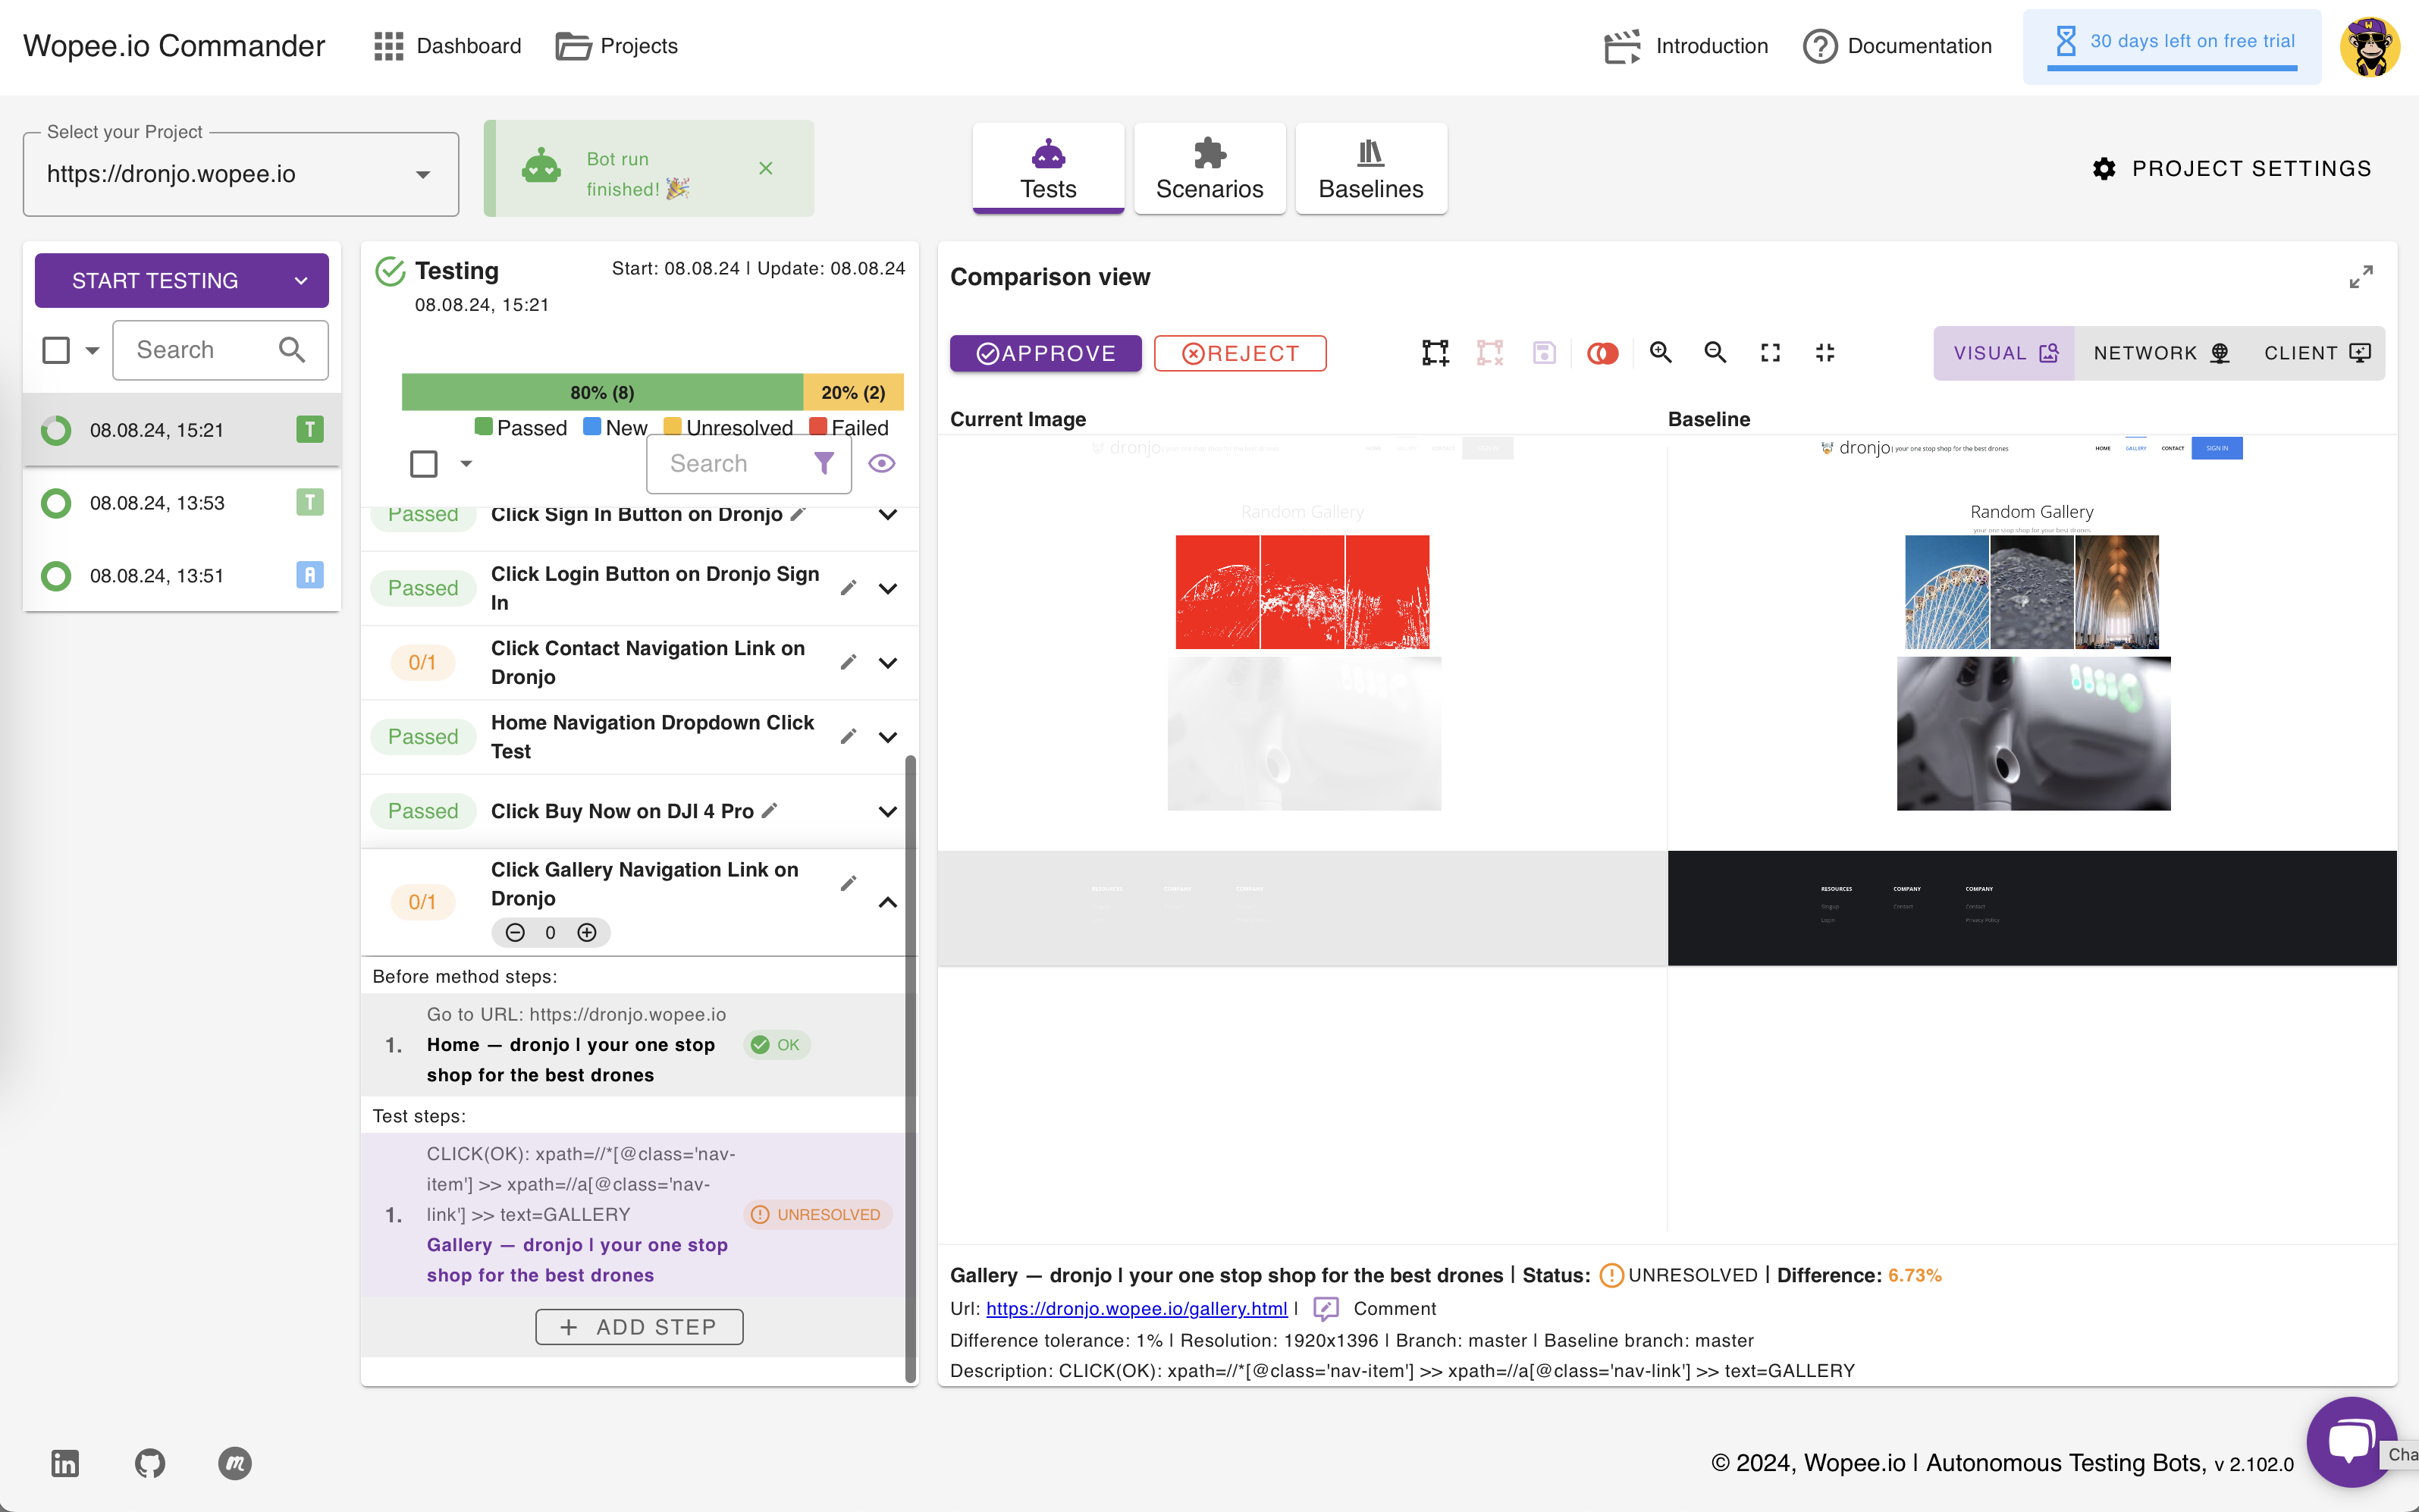 Wopee.io Commander
Dashboard
Projects
Introduction
Documentation
30 days left on free trial
Select your Project
https://dronjo.wopee.io
Bot run
finished! 🎉
Tests
Scenarios
Baselines
PROJECT SETTINGS
START TESTING
Search
08.08.24, 15:21
T
08.08.24, 13:53
T
08.08.24, 13:51
A
Testing
Start: 08.08.24 | Update: 08.08.24
08.08.24, 15:21
80% (8)
20% (2)
Passed
New
Unresolved
Failed
Search
Passed
Click Sign In Button on Dronjo
Passed
Click Login Button on Dronjo Sign
In
0/1
Click Contact Navigation Link on
Dronjo
Passed
Home Navigation Dropdown Click
Test
Passed
Click Buy Now on DJI 4 Pro
0/1
Click Gallery Navigation Link on
Dronjo
0
Before method steps:
1.
Go to URL: https://dronjo.wopee.io
Home — dronjo | your one stop
shop for the best drones
OK
Test steps:
1.
CLICK(OK): xpath=//*[@class='nav-
item'] >> xpath=//a[@class='nav-
link'] >> text=GALLERY
Gallery — dronjo | your one stop
shop for the best drones
UNRESOLVED
+ ADD STEP
Comparison view
APPROVE
REJECT
VISUAL
NETWORK
CLIENT
Current Image
Baseline
dronjo | your one stop shop for the best drones
Random Gallery
dronjo | your one stop shop for the best drones
HOME
GALLERY
CONTACT
SIGN IN
Random Gallery
your one stop shop for your best drones
RESOURCES
COMPANY
COMPANY
RESOURCES
COMPANY
COMPANY
Contact
Contact
Login
Privacy Policy
Gallery — dronjo | your one stop shop for the best drones | Status: UNRESOLVED | Difference: 6.73%
Url: https://dronjo.wopee.io/gallery.html | Comment
Difference tolerance: 1% | Resolution: 1920x1396 | Branch: master | Baseline branch: master
Description: CLICK(OK): xpath=//*[@class='nav-item'] >> xpath=//a[@class='nav-link'] >> text=GALLERY
in
m
© 2024, Wopee.io | Autonomous Testing Bots, v 2.102.0
Cha